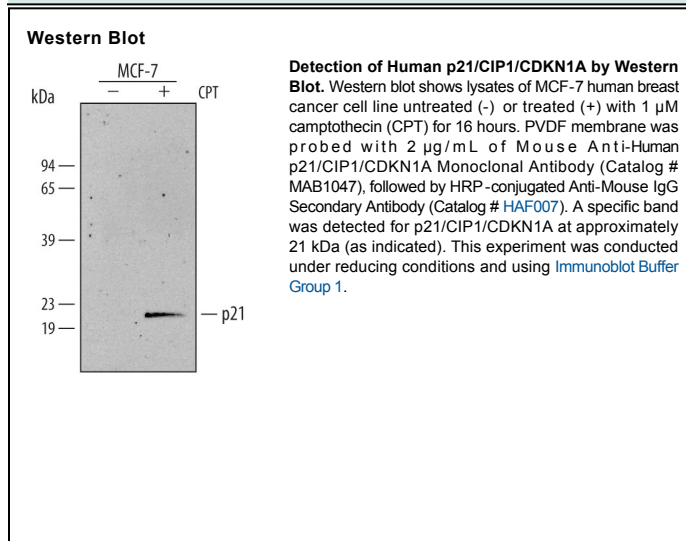 Western Blot
MCF-7
kDa
– + CPT
94
65
39
23
19
p21
Detection of Human p21/CIP1/CDKN1A by Western
Blot. Western blot shows lysates of MCF-7 human breast
cancer cell line untreated (-) or treated (+) with 1 µM
camptothecin (CPT) for 16 hours. PVDF membrane was
probed with 2 µg/mL of Mouse Anti-Human
p21/CIP1/CDKN1A Monoclonal Antibody (Catalog #
MAB1047), followed by HRP-conjugated Anti-Mouse IgG
Secondary Antibody (Catalog # HAF007). A specific band
was detected for p21/CIP1/CDKN1A at approximately
21 kDa (as indicated). This experiment was conducted
under reducing conditions and using Immunoblot Buffer
Group 1.